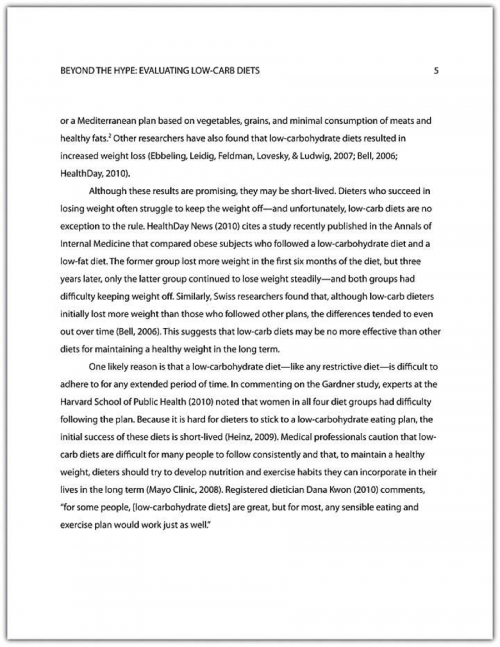 BEYOND THE HYPE: EVALUATING LOW-CARB DIETS 5
or a Mediterranean plan based on vegetables, grains, and minimal consumption of meats and
healthy fats.² Other researchers have also found that low-carbohydrate diets resulted in
increased weight loss (Ebbeling, Leidig, Feldman, Lovesky, & Ludwig, 2007; Bell, 2006;
HealthDay, 2010).
Although these results are promising, they may be short-lived. Dieters who succeed in
losing weight often struggle to keep the weight off—and unfortunately, low-carb diets are no
exception to the rule. HealthDay News (2010) cites a study recently published in the Annals of
Internal Medicine that compared obese subjects who followed a low-carbohydrate diet and a
low-fat diet. The former group lost more weight in the first six months of the diet, but three
years later, only the latter group continued to lose weight steadily—and both groups had
difficulty keeping weight off. Similarly, Swiss researchers found that, although low-carb dieters
initially lost more weight than those who followed other plans, the differences tended to even
out over time (Bell, 2006). This suggests that low-carb diets may be no more effective than other
diets for maintaining a healthy weight in the long term.
One likely reason is that a low-carbohydrate diet—like any restrictive diet—is difficult to
adhere to for any extended period of time. In commenting on the Gardner study, experts at the
Harvard School of Public Health (2010) noted that women in all four diet groups had difficulty
following the plan. Because it is hard for dieters to stick to a low-carbohydrate eating plan, the
initial success of these diets is short-lived (Heinz, 2009). Medical professionals caution that low-
carb diets are difficult for many people to follow consistently and that, to maintain a healthy
weight, dieters should try to develop nutrition and exercise habits they can incorporate in their
lives in the long term (Mayo Clinic, 2008). Registered dietician Dana Kwon (2010) comments,
"for some people, [low-carbohydrate diets] are great, but for most, any sensible eating and
exercise plan would work just as well."